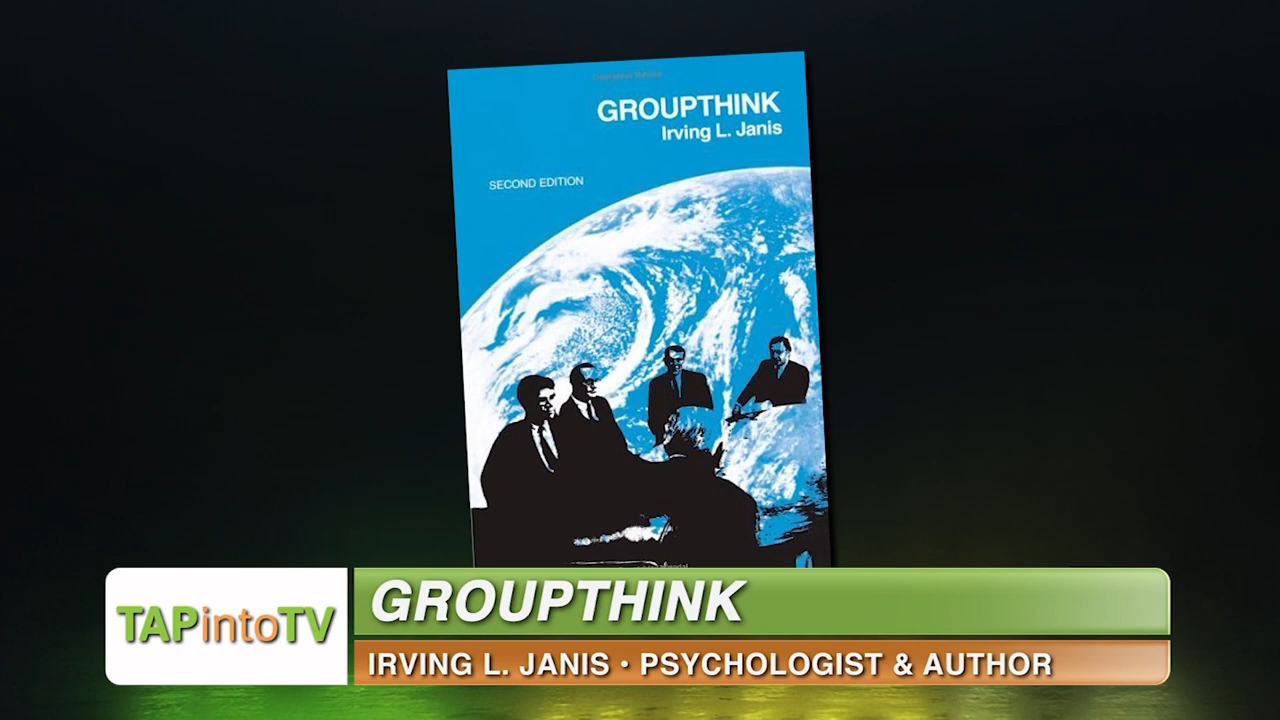 GROUPTHINK
Irving L. Janis
SECOND EDITION
TAPintoTV
GROUPTHINK
IRVING L. JANIS • PSYCHOLOGIST & AUTHOR